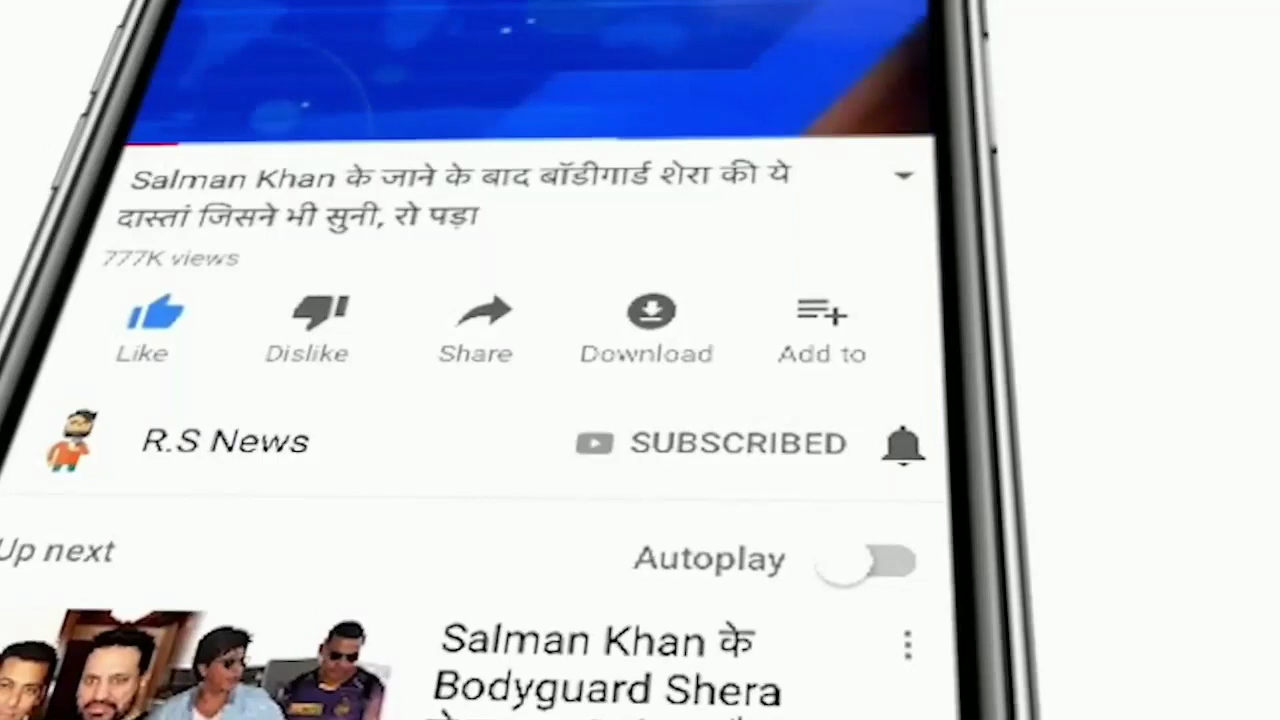 Salman Khan के जाने के बाद बॉडीगार्ड शेरा की ये
दास्तां जिसने भी सुनी, रो पड़ा
777K views
Like Dislike Share Download Add to
R.S News SUBSCRIBED
Up next Autoplay
Salman Khan के
Bodyguard Shera